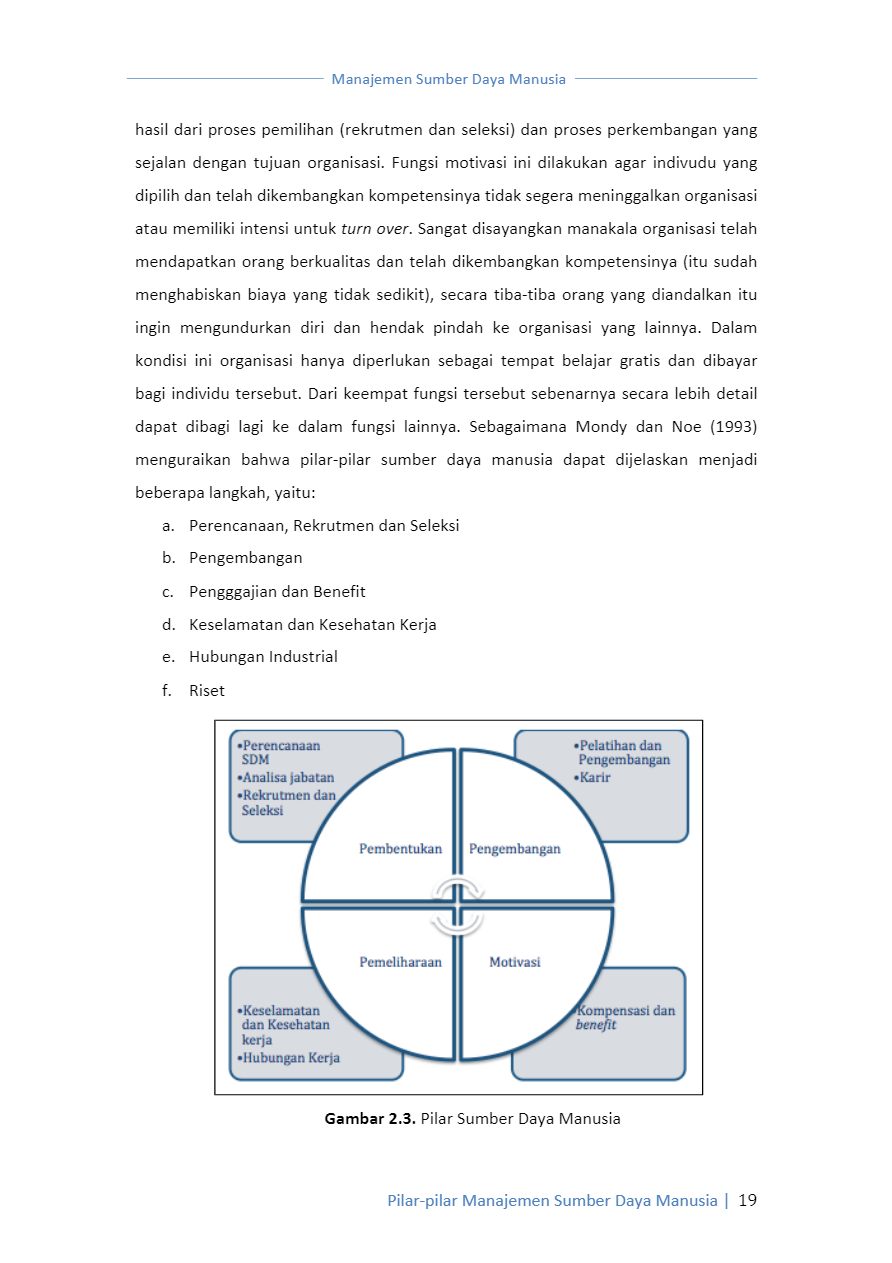 Manajemen Sumber Daya Manusia
hasil dari proses pemilihan (rekrutmen dan seleksi) dan proses perkembangan yang
sejalan dengan tujuan organisasi. Fungsi motivasi ini dilakukan agar indivudu yang
dipilih dan telah dikembangkan kompetensinya tidak segera meninggalkan organisasi
atau memiliki intensi untuk turn over. Sangat disayangkan manakala organisasi telah
mendapatkan orang berkualitas dan telah dikembangkan kompetensinya (itu sudah
menghabiskan biaya yang tidak sedikit), secara tiba-tiba orang yang diandalkan itu
ingin mengundurkan diri dan hendak pindah ke organisasi yang lainnya. Dalam
kondisi ini organisasi hanya diperlukan sebagai tempat belajar gratis dan dibayar
bagi individu tersebut. Dari keempat fungsi tersebut sebenarnya secara lebih detail
dapat dibagi lagi ke dalam fungsi lainnya. Sebagaimana Mondy dan Noe (1993)
menguraikan bahwa pilar-pilar sumber daya manusia dapat dijelaskan menjadi
beberapa langkah, yaitu:
a. Perencanaan, Rekrutmen dan Seleksi
b. Pengembangan
c. Pengggajian dan Benefit
d. Keselamatan dan Kesehatan Kerja
e. Hubungan Industrial
f. Riset
•Perencanaan
SDM
•Analisa jabatan
•Rekrutmen dan
Seleksi
•Pelatihan dan
Pengembangan
•Karir
Pembentukan
Pengembangan
Pemeliharaan
Motivasi
•Keselamatan
dan Kesehatan
kerja
•Hubungan Kerja
•Kompensasi dan
benefit
Gambar 2.3. Pilar Sumber Daya Manusia
Pilar-pilar Manajemen Sumber Daya Manusia | 19